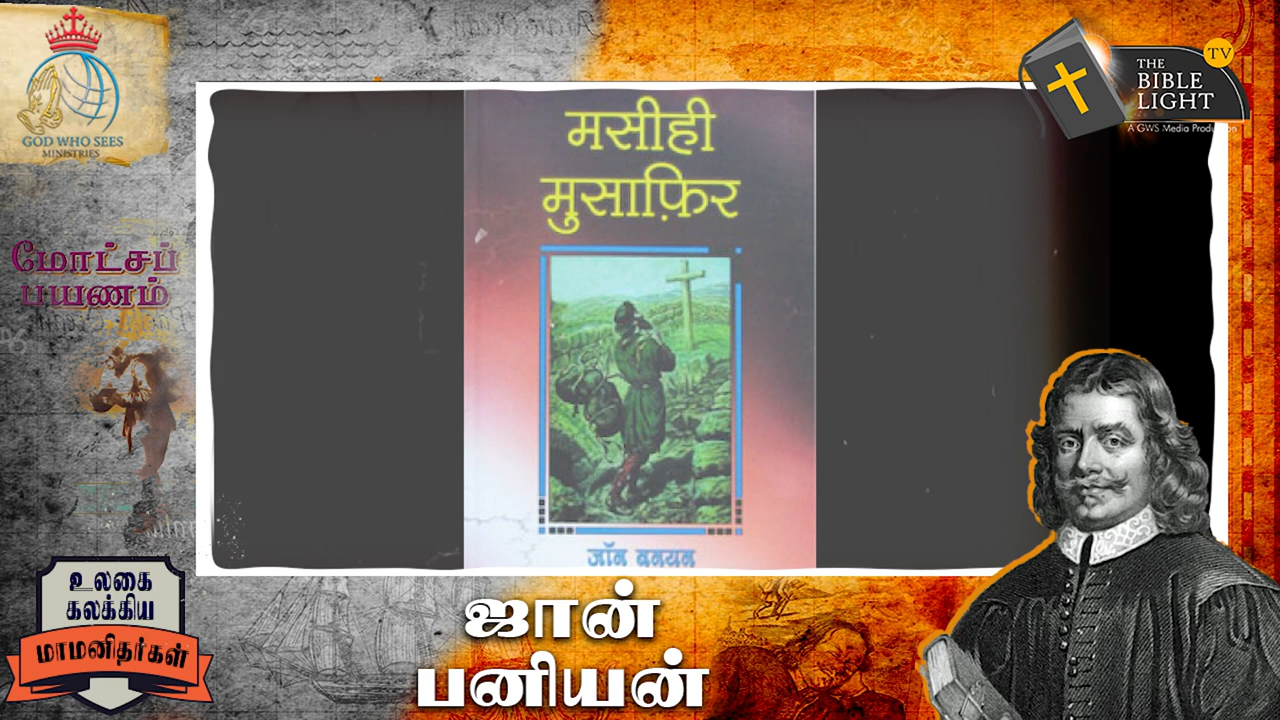 GOD WHO SEES
MINISTRIES
THE
BIBLE
LIGHT
TV
A GWS Media Production
मसीही
मुसाफ़िर
जॉन बनयन
மோட்சப்
பயணம்
உலகை
கலக்கிய
மாமனிதர்கள்
ஜான்
பனியன்